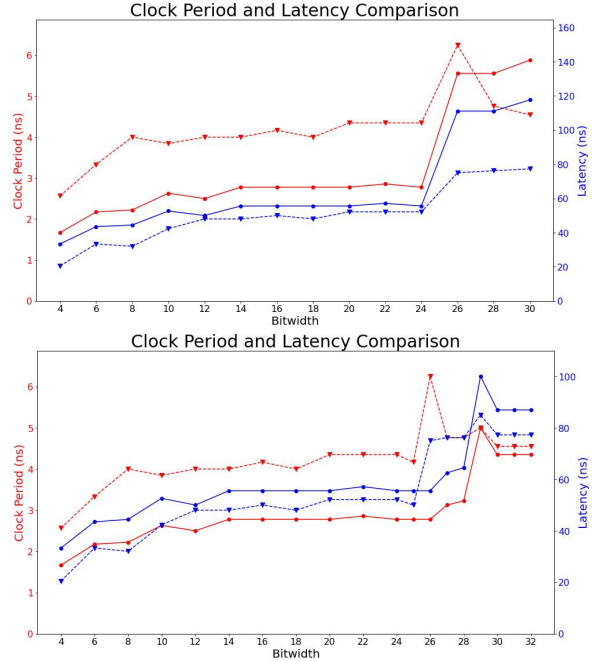 Clock Period and Latency Comparison
Clock Period (ns)
6
5
4
3
2
1
0
160
140
120
100
80
60
40
20
0
Latency (ns)
4 6 8 10 12 14 16 18 20 22 24 26 28 30
Bitwidth
Clock Period and Latency Comparison
Clock Period (ns)
6
5
4
3
2
1
0
100
80
60
40
20
0
Latency (ns)
4 6 8 10 12 14 16 18 20 22 24 26 28 30 32
Bitwidth